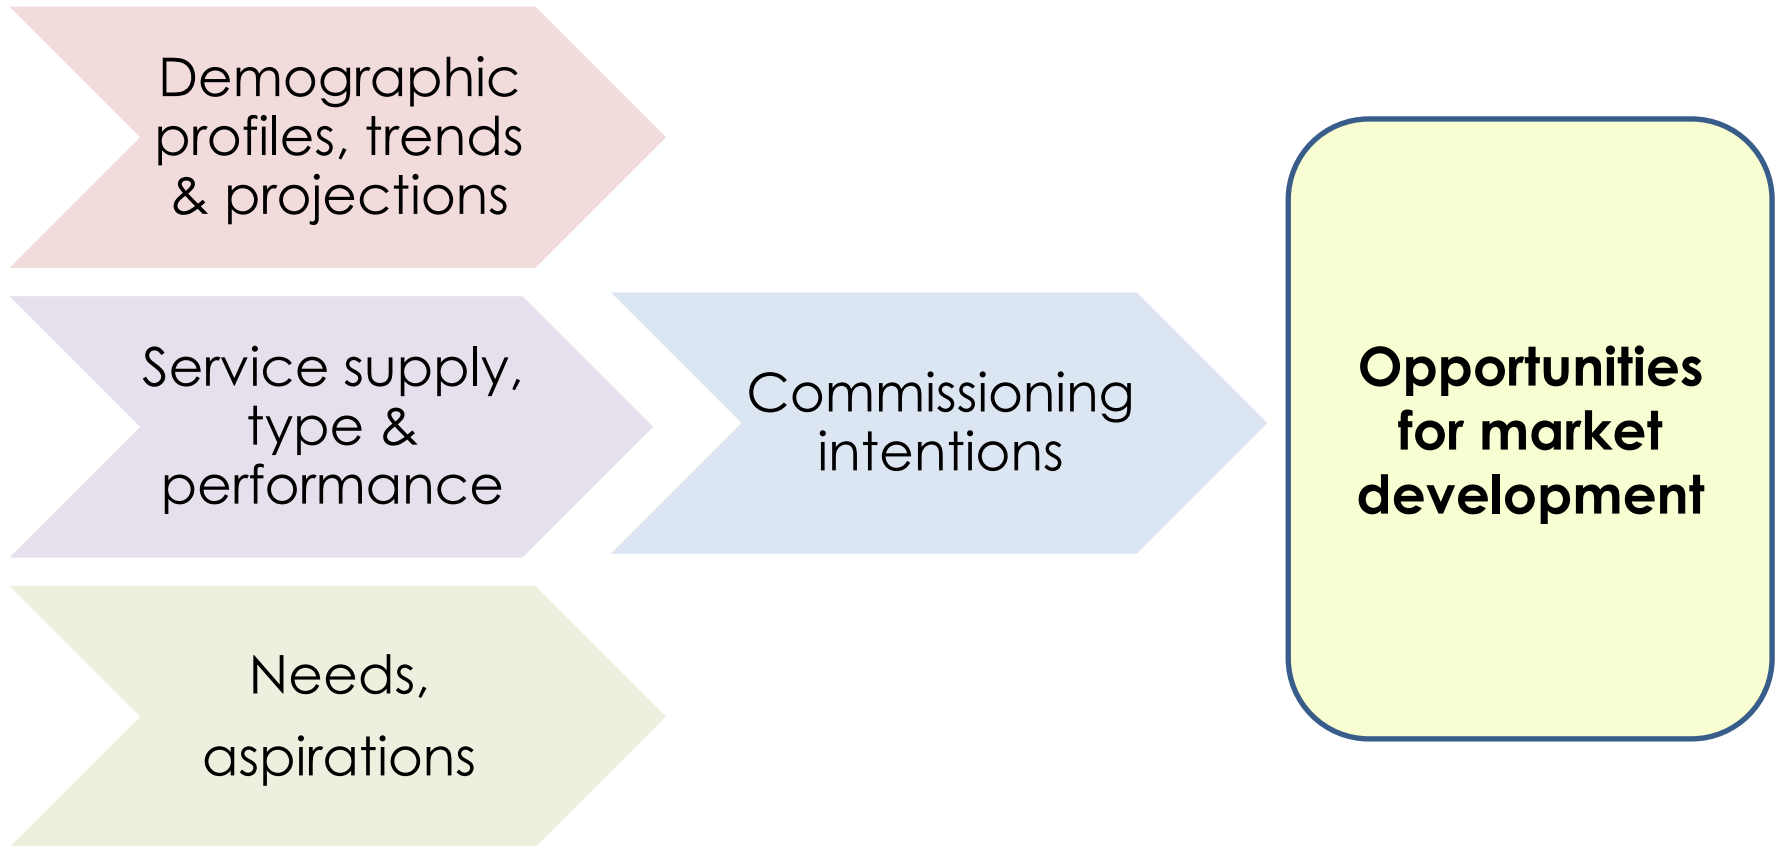 Demographic
profiles, trends
& projections
Service supply,
type &
performance
Needs,
aspirations
Commissioning
intentions
Opportunities
for market
development